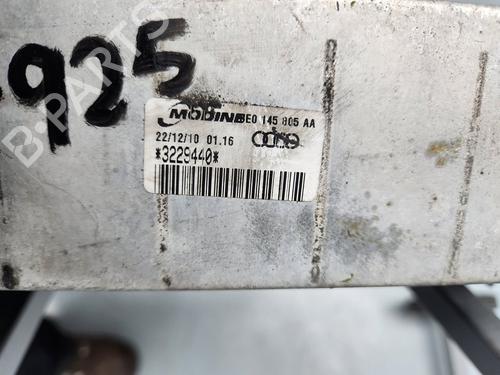 925
MODINE 8E0 145 805 AA
22/12/10 01.16
*3229440*
B-PARTS